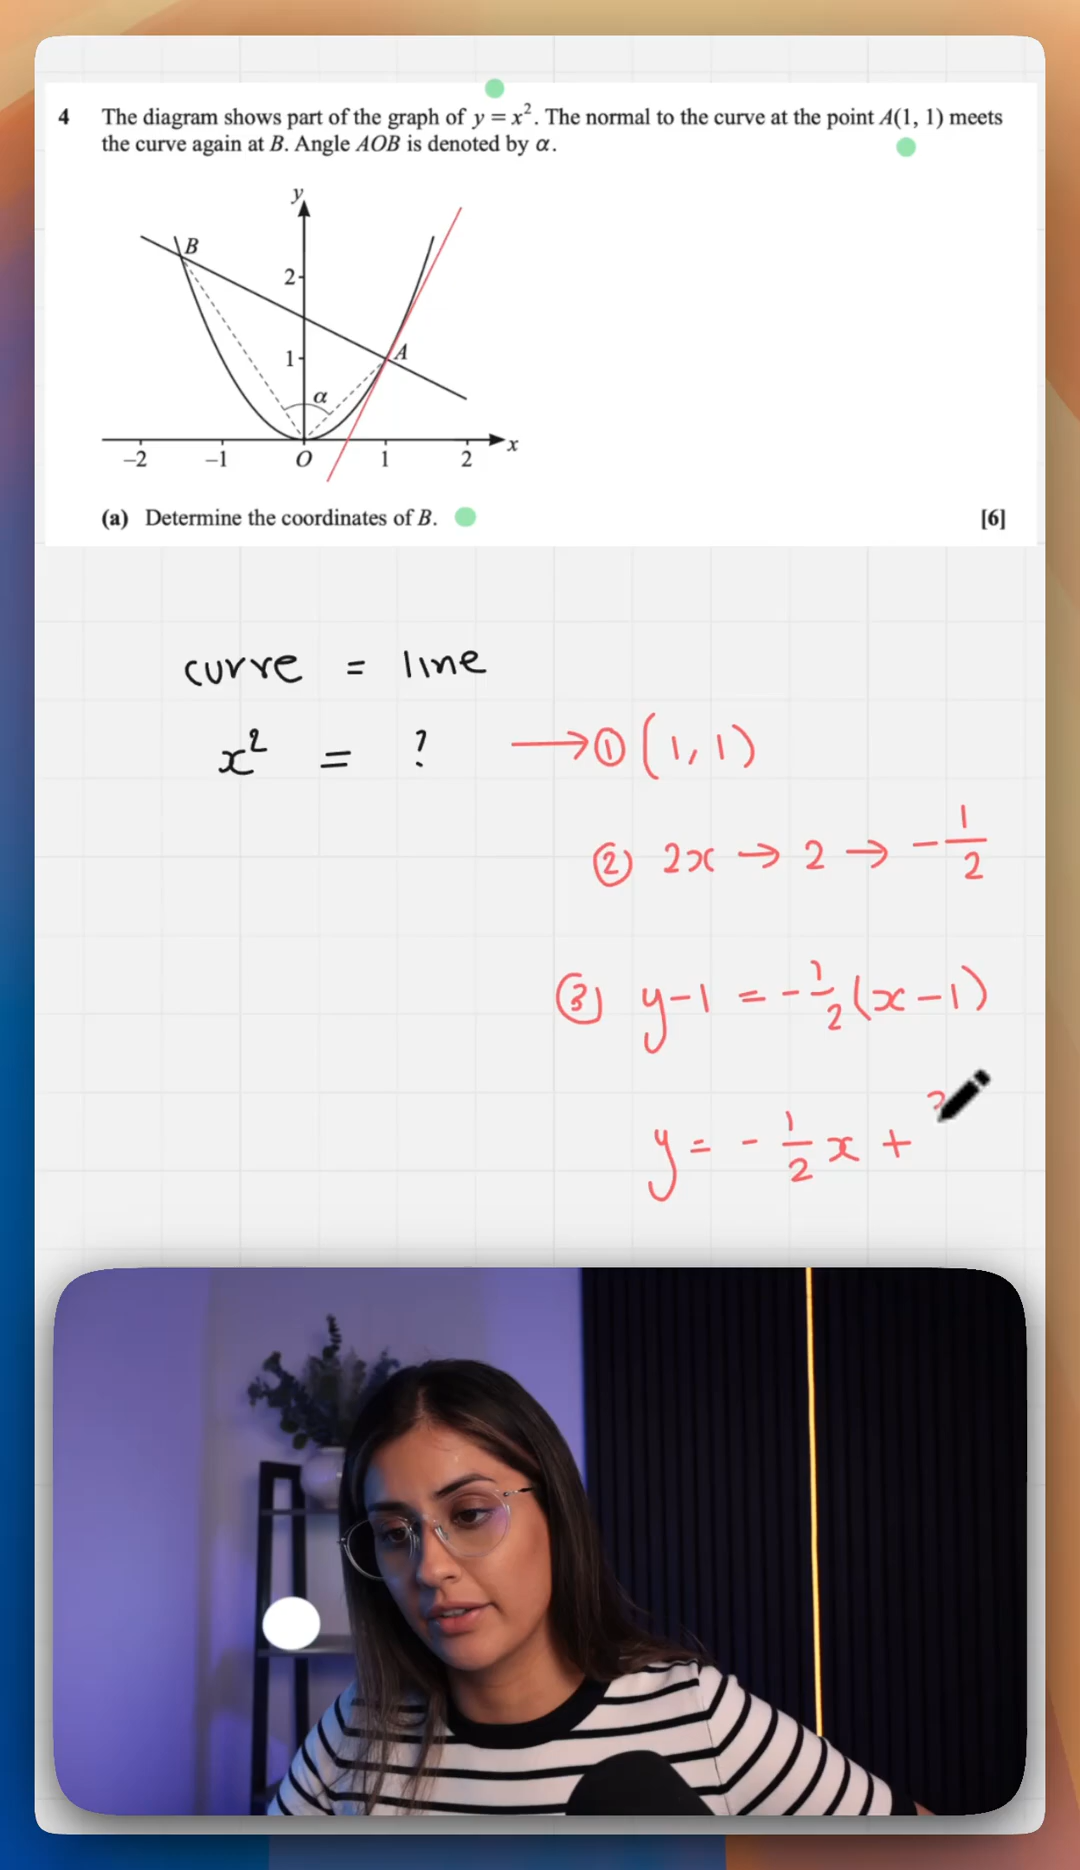 4 The diagram shows part of the graph of y = x². The normal to the curve at the point A(1, 1) meets
the curve again at B. Angle AOB is denoted by α.
y
B
2
1
A
α
−2 −1 O 1 2 x
(a) Determine the coordinates of B. [6]
curve = line
x² = ? → ① (1, 1)
② 2x → 2 → -1/2
③ y-1 = -1/2(x-1)
y = -1/2 x +